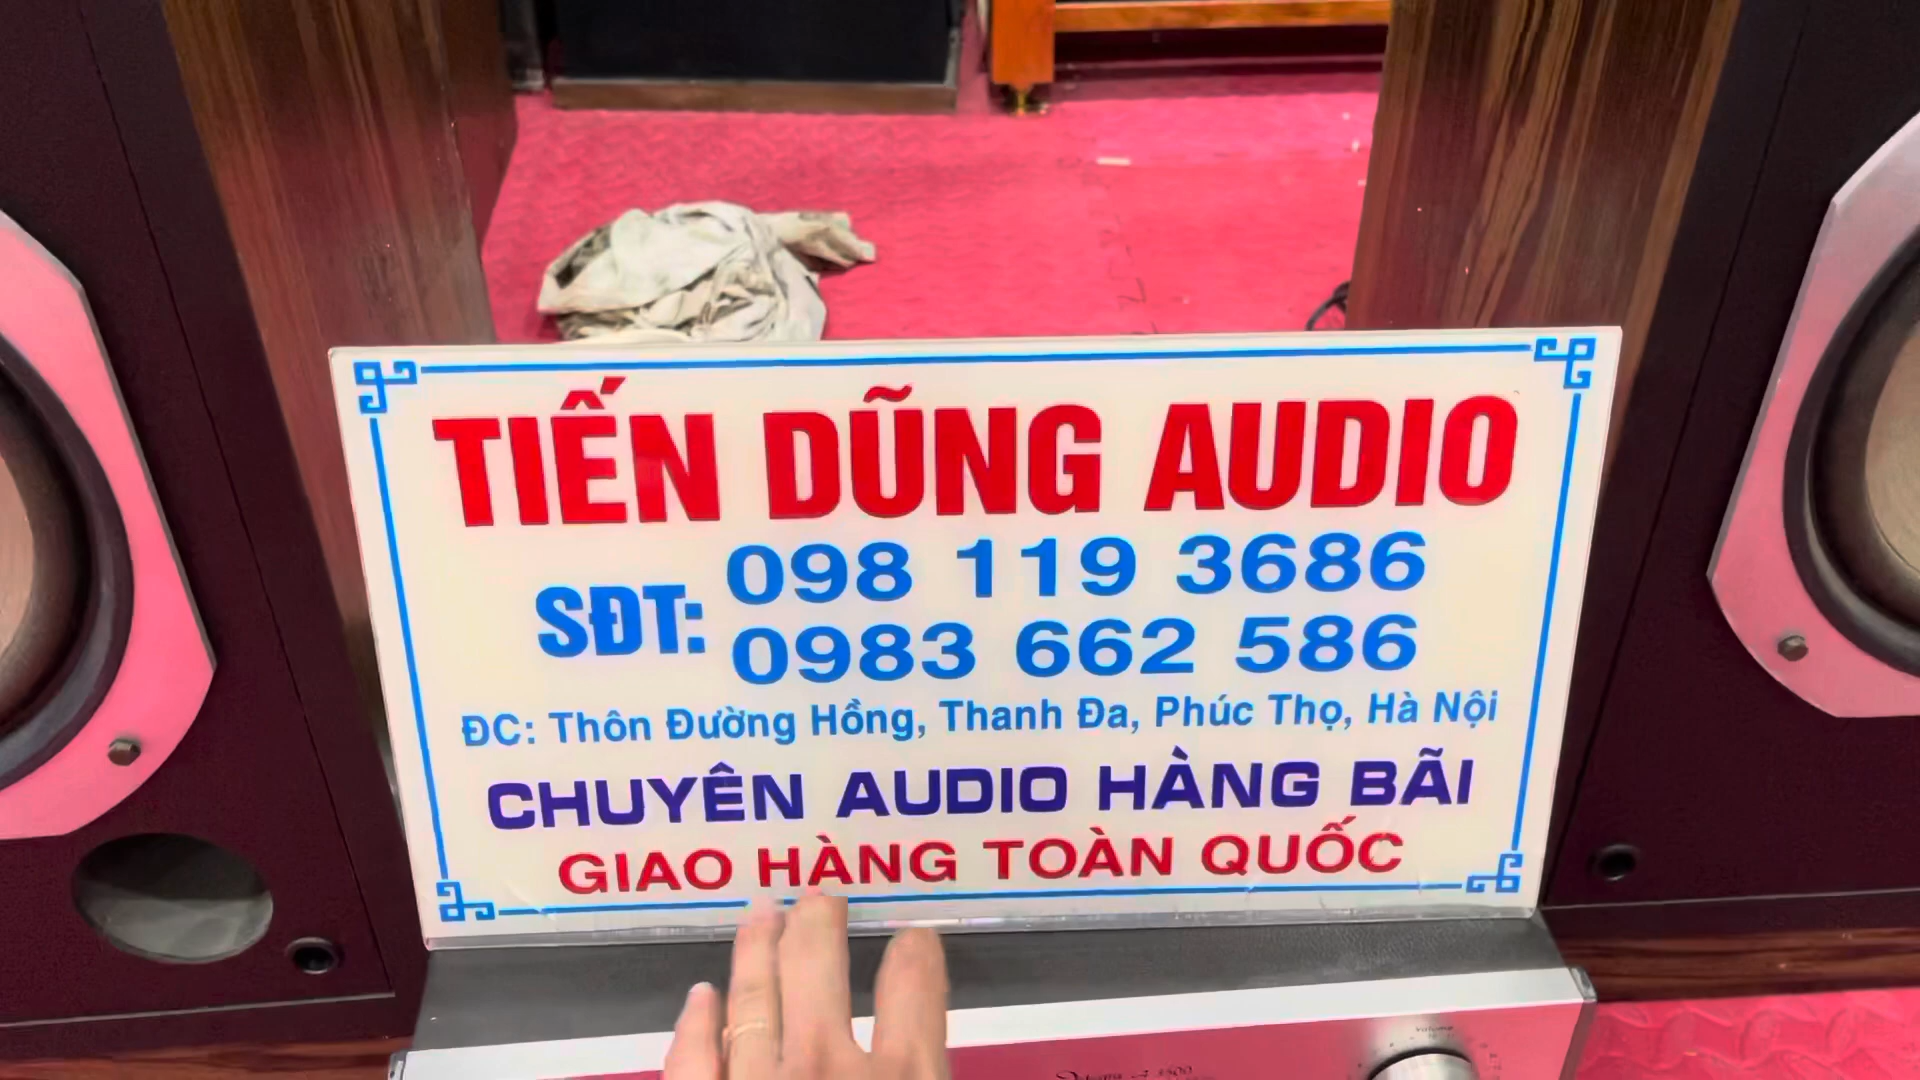 TIẾN DŨNG AUDIO
SĐT: 098 119 3686
0983 662 586
ĐC: Thôn Đường Hồng, Thanh Đa, Phúc Thọ, Hà Nội
CHUYÊN AUDIO HÀNG BÃI
GIAO HÀNG TOÀN QUỐC
Volume